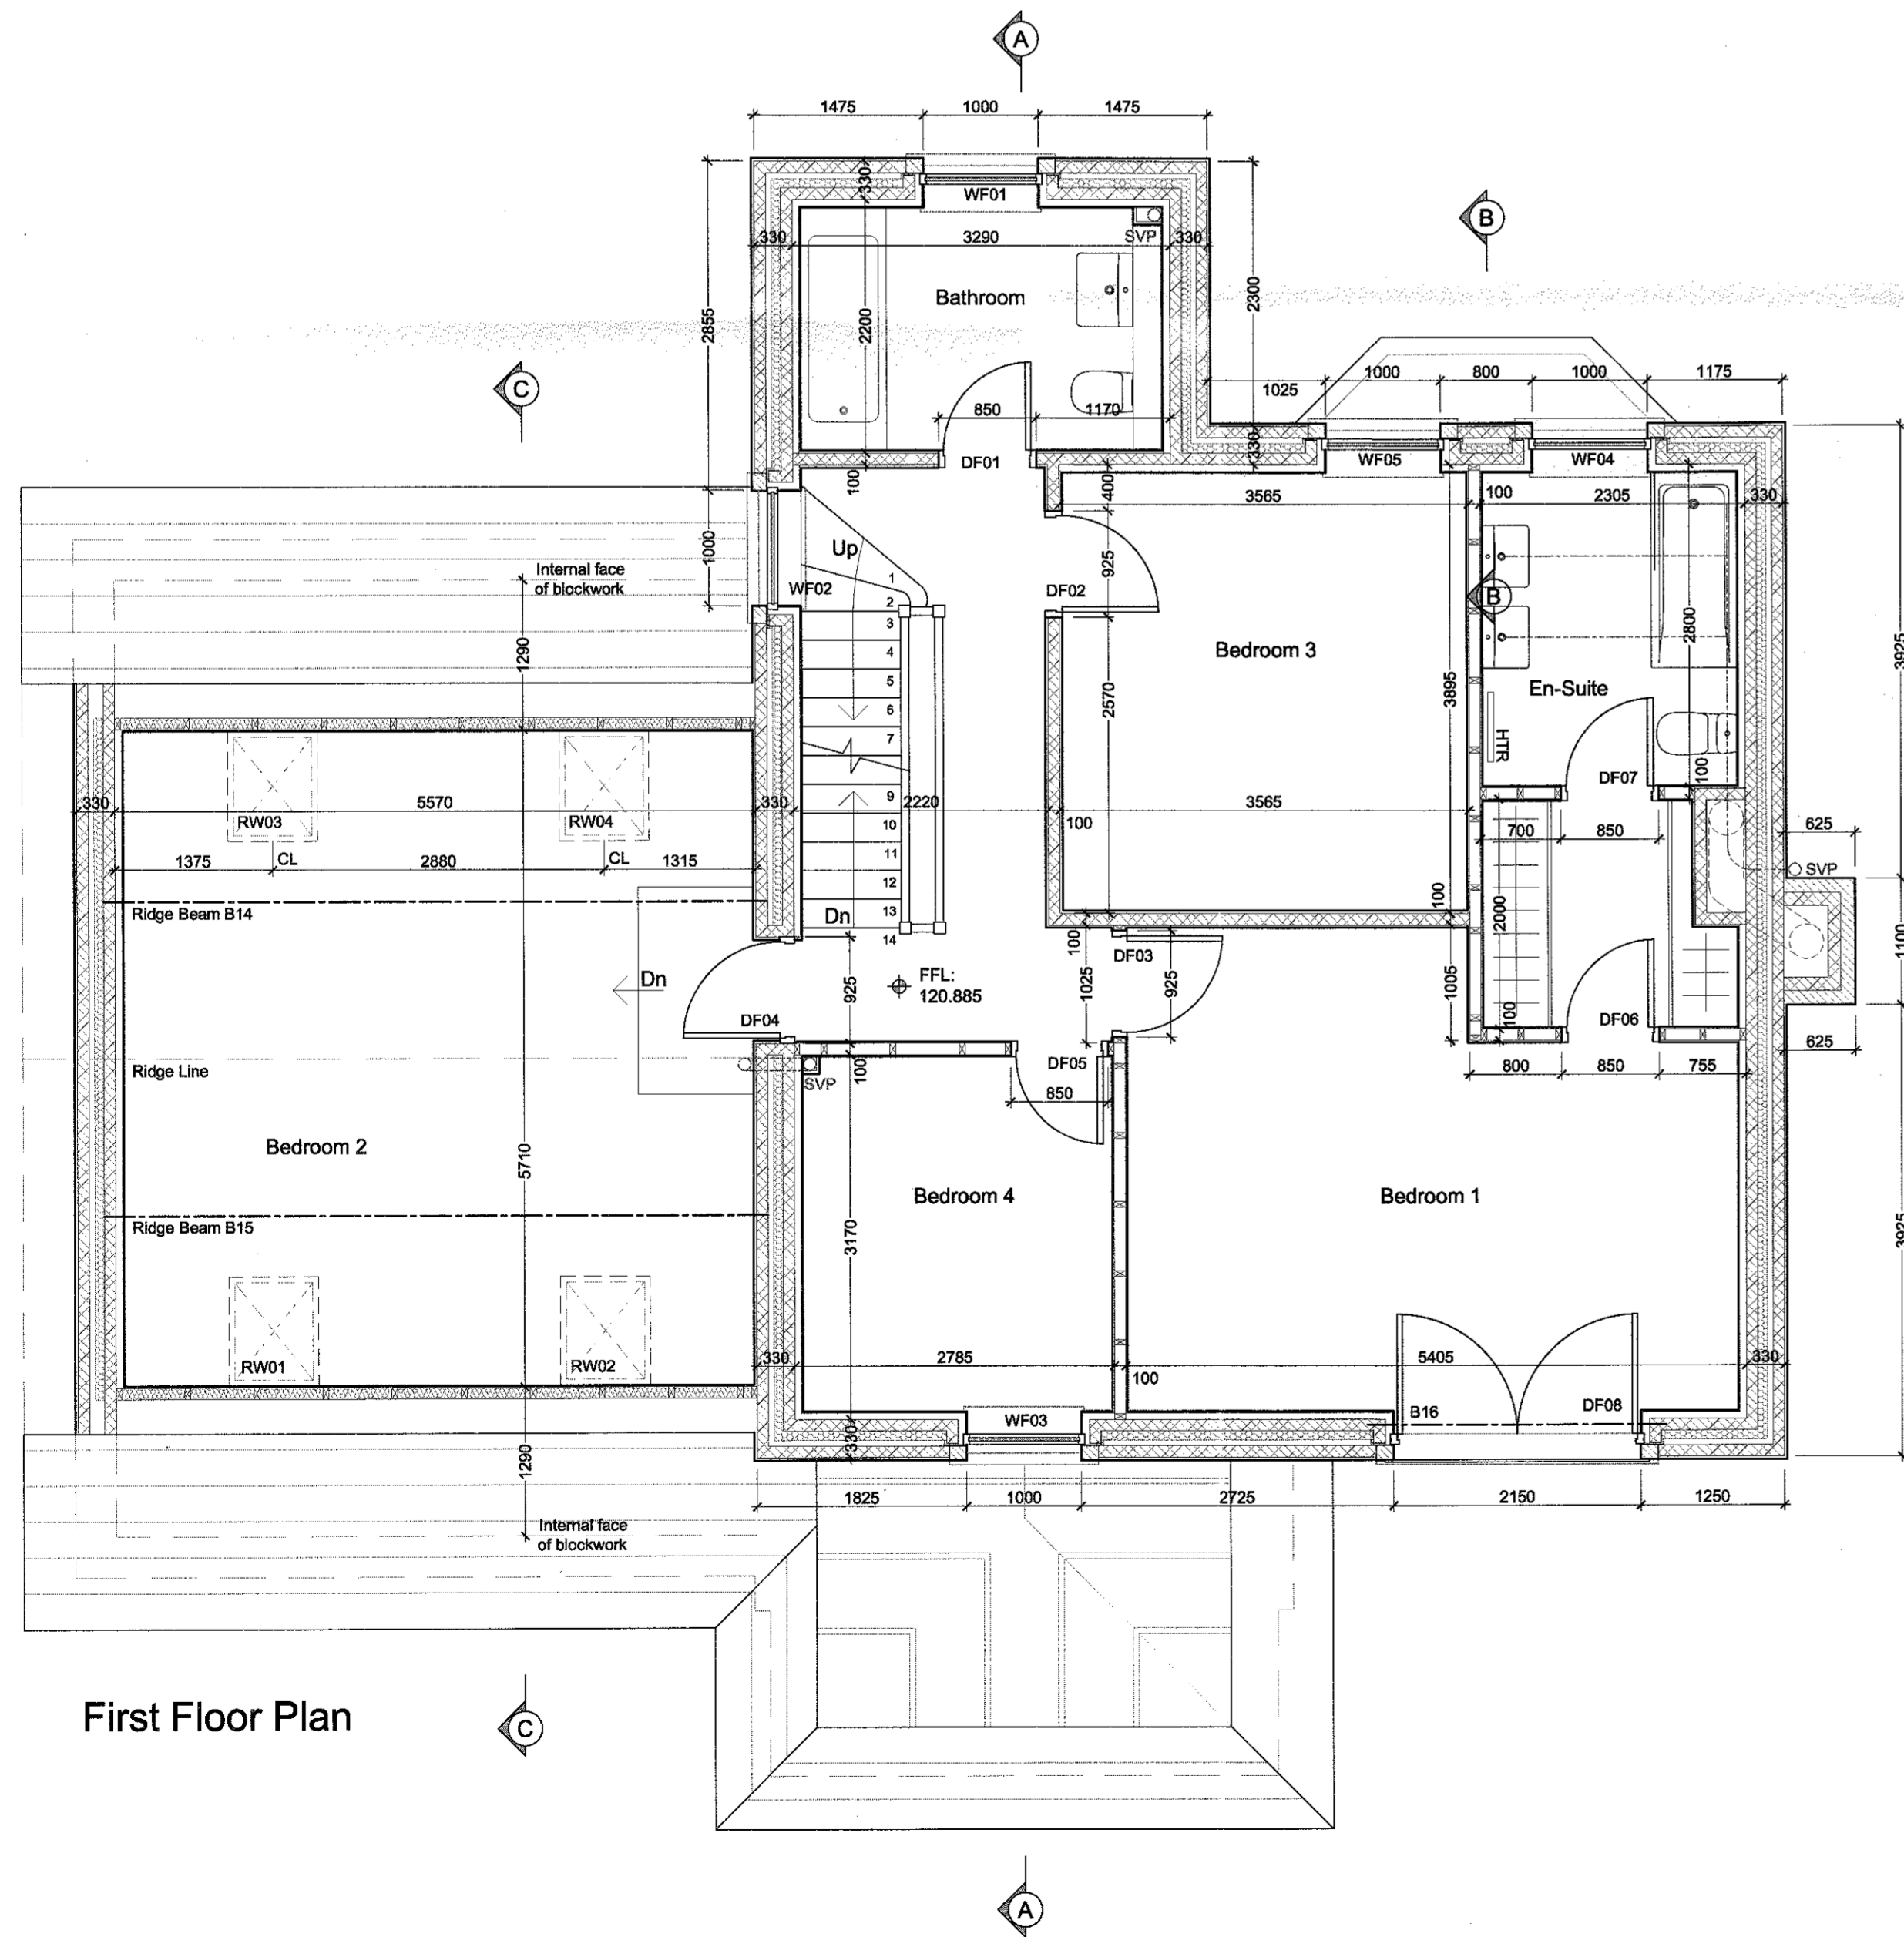 A
1475 1000 1475
330
WF01
B
330 3290 SVP 330
Bathroom
2855
2200
2300
C
1000 800 1000 1175
1025
850 1170
DF01
330
WF05 WF04
100
400
3565 100 2305 330
1000
Up
925
Internal face
of blockwork
WF02
DF02
B
1
2
3
4
5
6
7
9
10
11
12
13
14
1290
Bedroom 3
2800
3925
En-Suite
2570
3895
HTR
100
DF07
330 5570 330 2220 3565
RW03 RW04
100
700 850
625
1375 CL 2880 CL 1315
SVP
Ridge Beam B14
Dn
100
2000
1100
100
DF03
1025
925
1005
Dn
FFL:
120.885
925
DF04
DF06
100
DF05
625
Ridge Line
SVP
100
850
800 850 755
Bedroom 2
5710
Bedroom 4
Bedroom 1
3925
Ridge Beam B15
3170
RW01 RW02
330 2785 5405 330
100
WF03
B16
DF08
330
1290
1825 1000 2725 2150 1250
Internal face
of blockwork
First Floor Plan
C
A